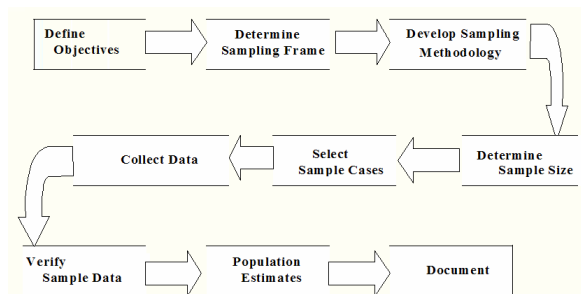 Define
Objectives
Determine
Sampling Frame
Develop Sampling
Methodology
Determine
Sample Size
Select
Sample Cases
Collect Data
Verify
Sample Data
Population
Estimates
Document